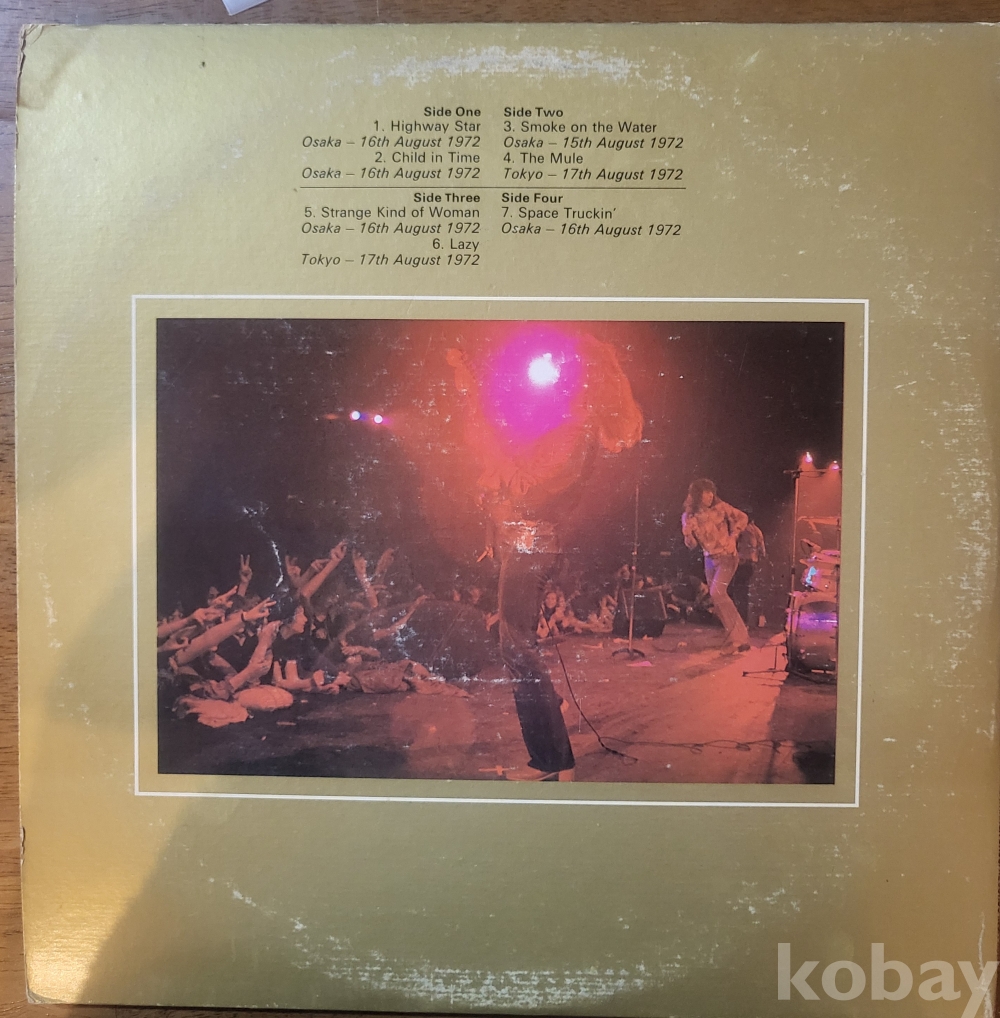 Side One
1. Highway Star
Osaka – 16th August 1972
2. Child in Time
Osaka – 16th August 1972
Side Two
3. Smoke on the Water
Osaka – 15th August 1972
4. The Mule
Tokyo – 17th August 1972
Side Three
5. Strange Kind of Woman
Osaka – 16th August 1972
6. Lazy
Tokyo – 17th August 1972
Side Four
7. Space Truckin'
Osaka – 16th August 1972
kobay